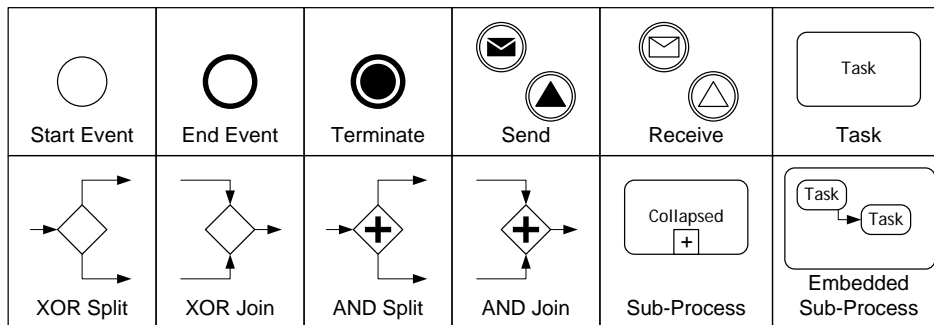 Task
Start Event
End Event
Terminate
Send
Receive
Task
Collapsed
+
Task
Task
XOR Split
XOR Join
AND Split
AND Join
Sub-Process
Embedded
Sub-Process